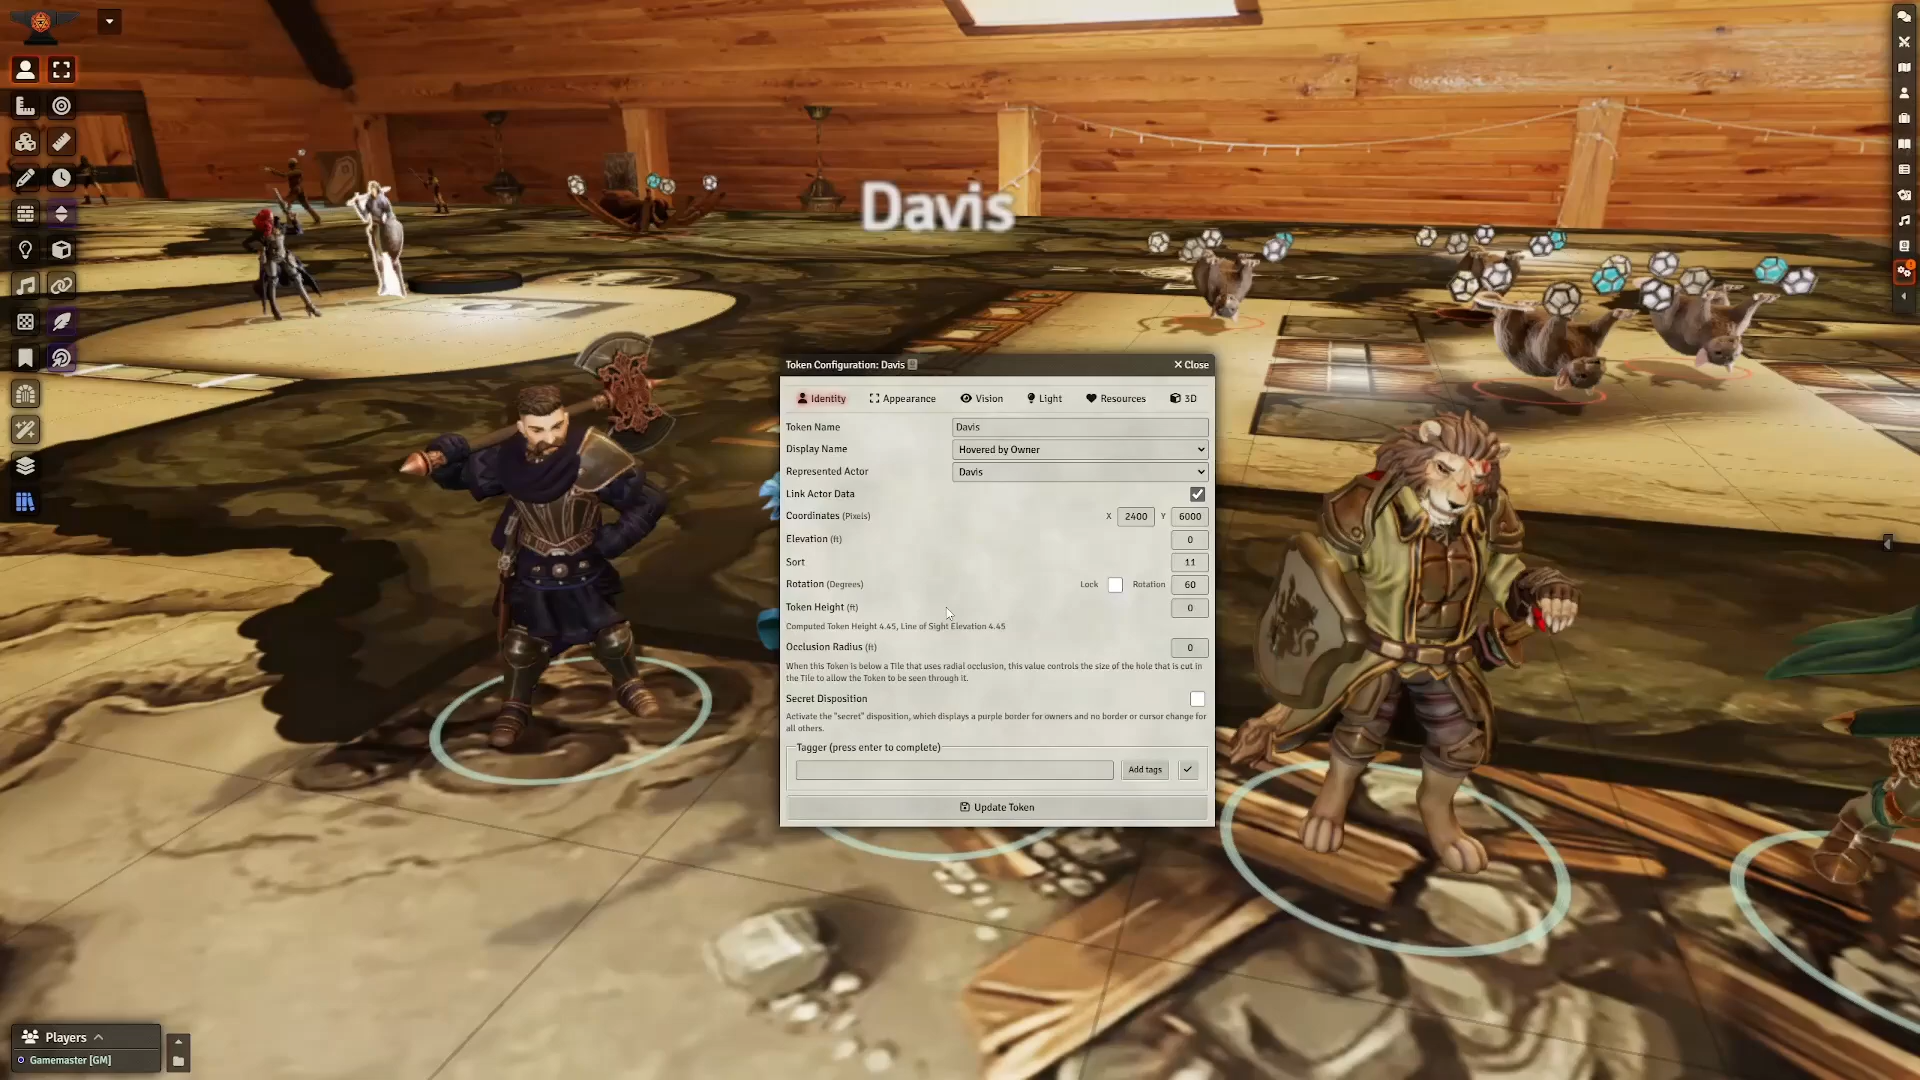 Davis
Token Configuration: Davis
Close
Identity
Appearance
Vision
Light
Resources
3D
Token Name
Davis
Display Name
Hovered by Owner
Represented Actor
Davis
Link Actor Data
Coordinates (Pixels)
X 2400 Y 6000
Elevation (ft)
0
Sort
11
Rotation (Degrees)
Lock
Rotation 60
Token Height (ft)
0
Computed Token Height 4.45, Line of Sight Elevation 4.45
Occlusion Radius (ft)
0
When this Token is below a Tile that uses radial occlusion, this value controls the size of the hole that is cut in
the Tile to allow the Token to be seen through it.
Secret Disposition
Activate the "secret" disposition, which displays a purple border for owners and no border or cursor change for
all others.
Tagger (press enter to complete)
Add tags
Update Token
Players
Gamemaster [GM]